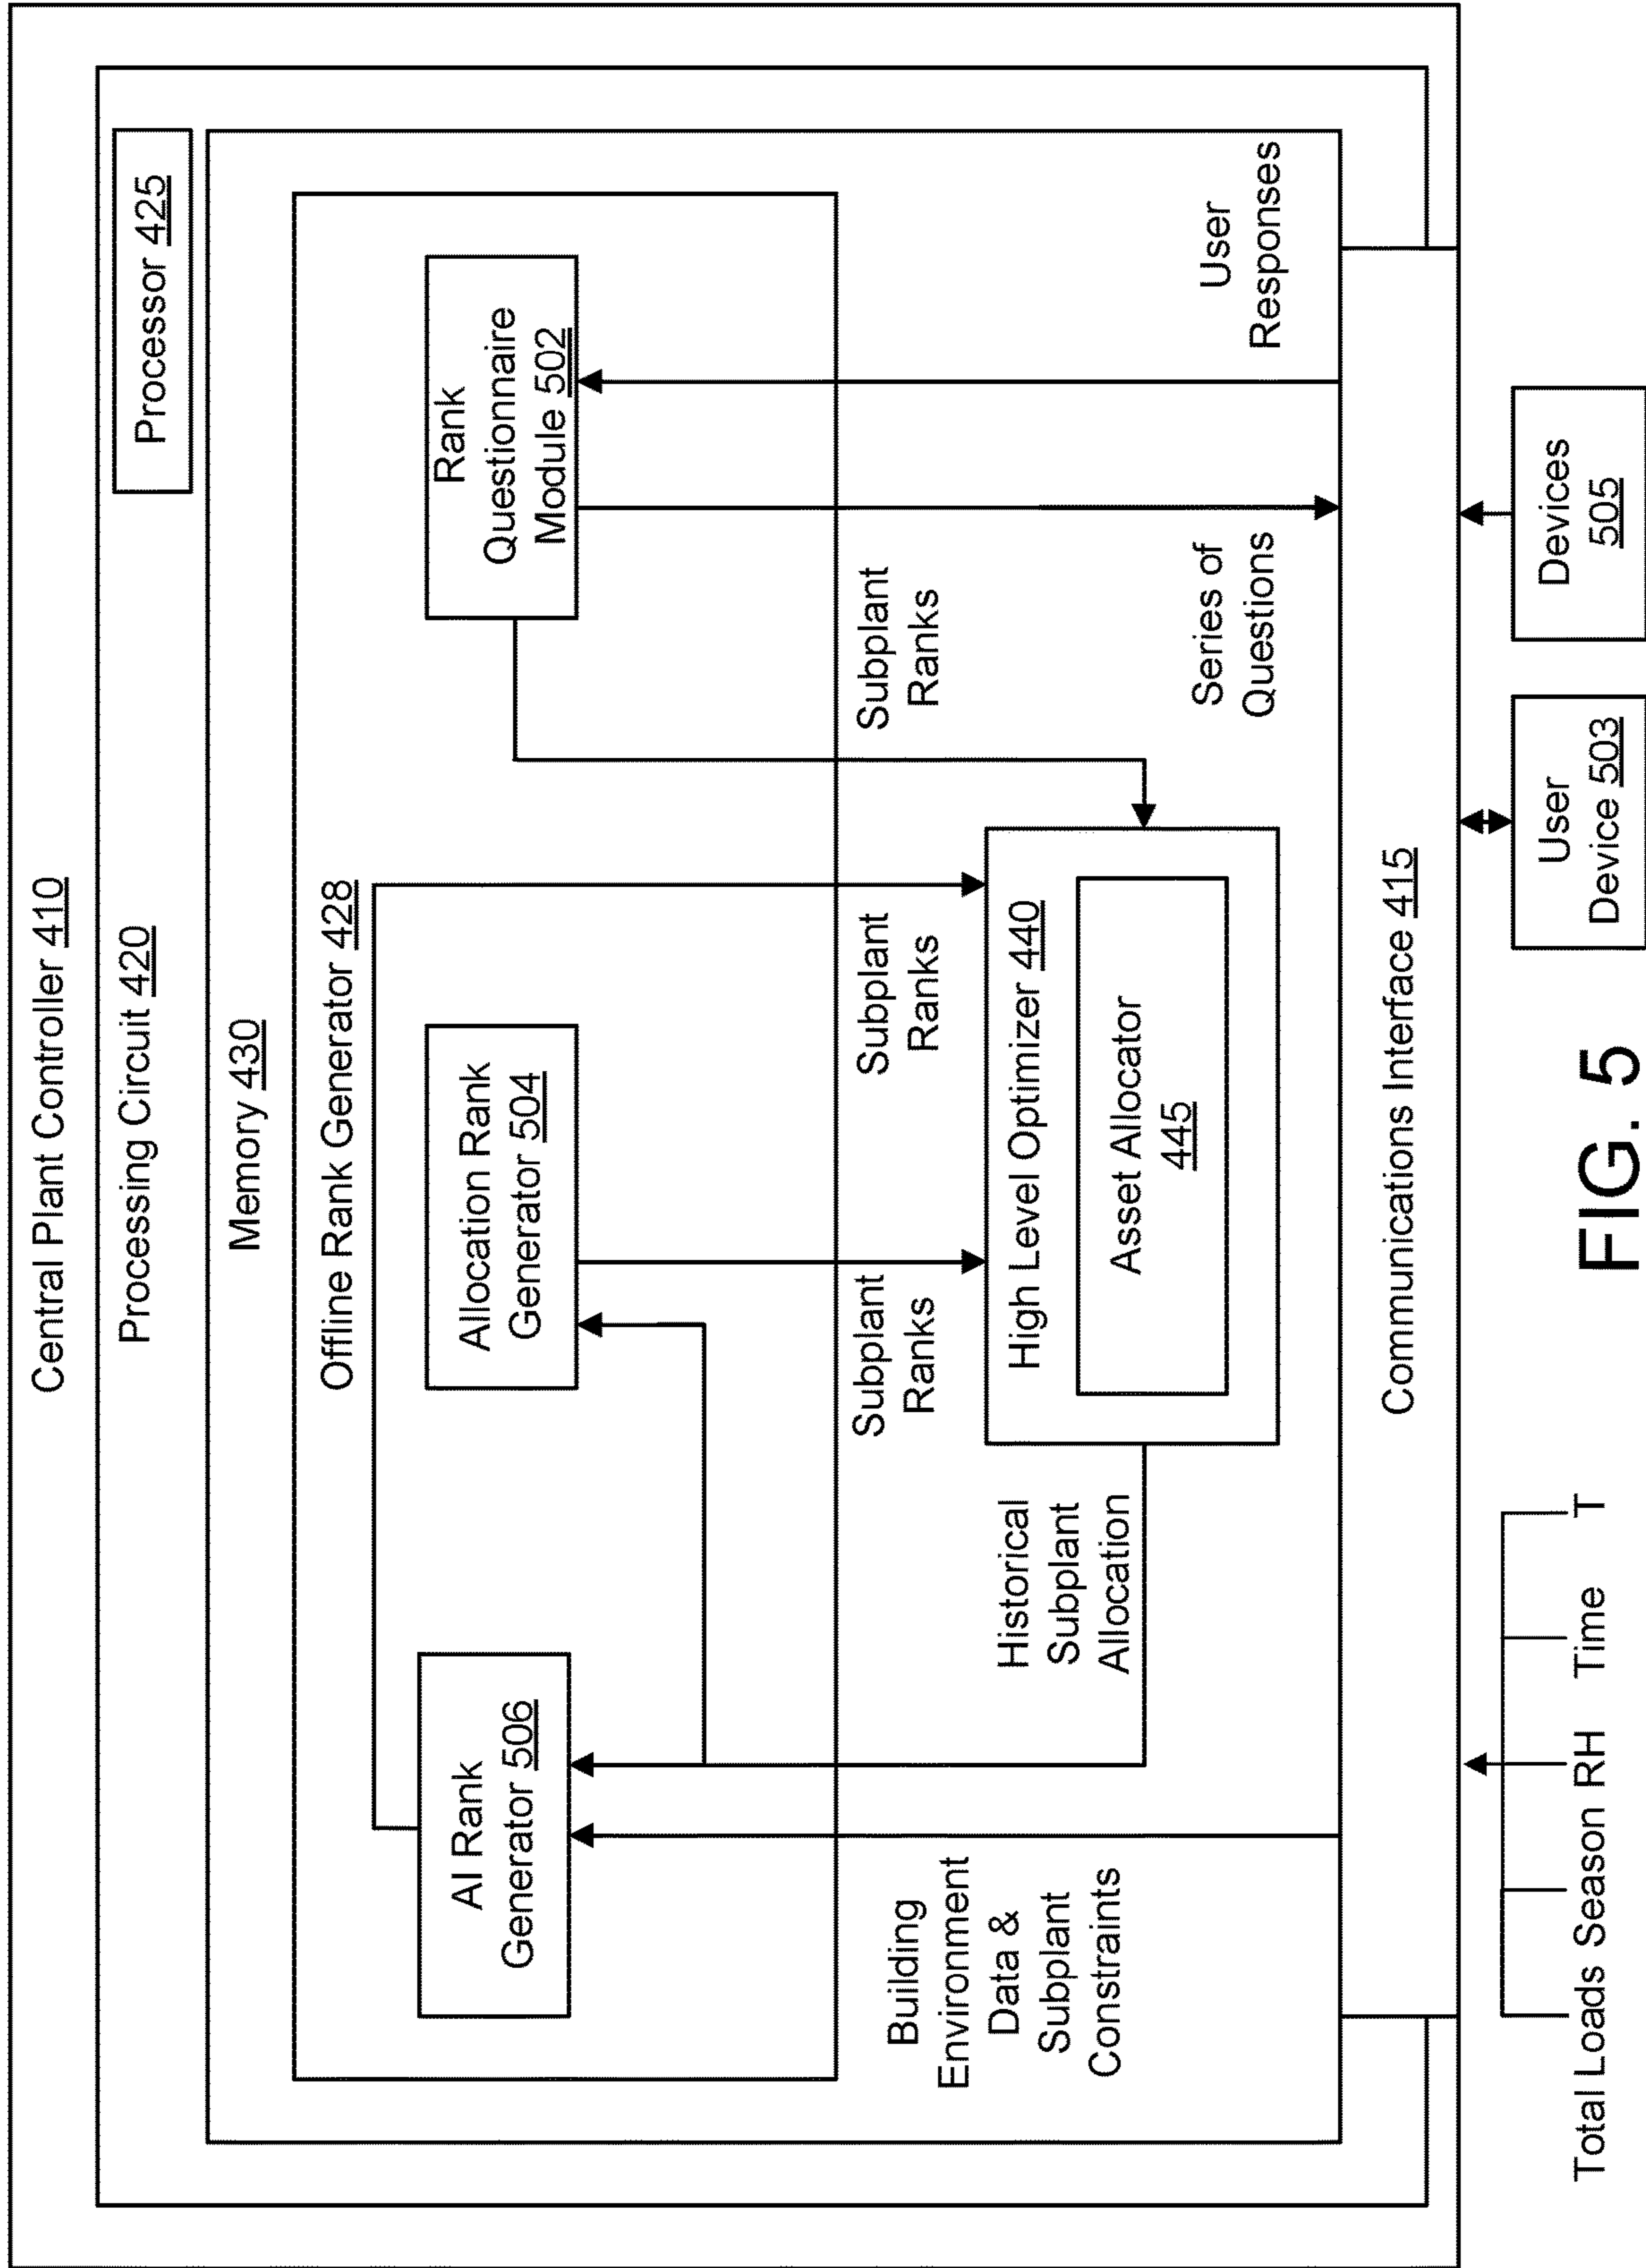 Central Plant Controller 410
Processing Circuit 420
Processor 425
Memory 430
Offline Rank Generator 428
AI Rank
Generator 506
Allocation Rank
Generator 504
Rank
Questionnaire
Module 502
Building
Environment
Data &
Subplant
Constraints
Historical
Subplant
Allocation
Subplant
Ranks
Subplant
Ranks
Subplant
Ranks
High Level Optimizer 440
Asset Allocator
445
Series of
Questions
User
Responses
Communications Interface 415
Total Loads Season RH Time T
User
Device 503
Devices
505
FIG. 5